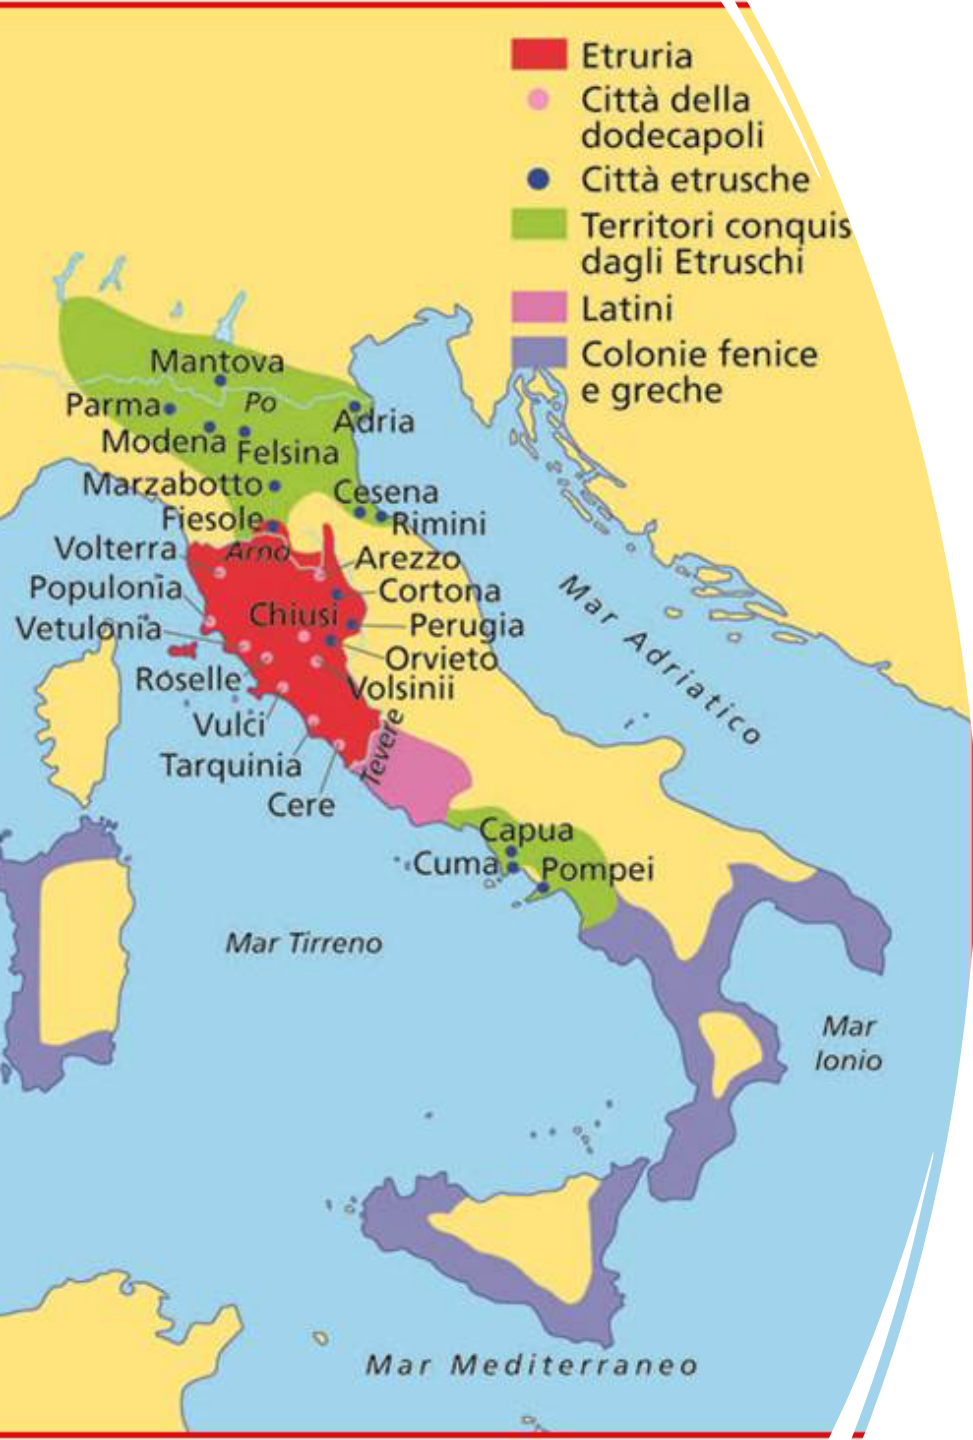 Etruria
Città della
dodecapoli
Città etrusche
Territori conquis
dagli Etruschi
Latini
Colonie fenice
e greche
Mantova
Parma
Po
Adria
Modena
Felsina
Marzabotto
Cesena
Fiesole
Rimini
Volterra
Arno
Arezzo
Populonia
Cortona
Chiusi
Vetulonia
Perugia
Orvieto
Roselle
Volsinii
Vulci
Tevere
Tarquinia
Cere
Mar Adriatico
Capua
Cuma
Pompei
Mar Tirreno
Mar
Ionio
Mar Mediterraneo